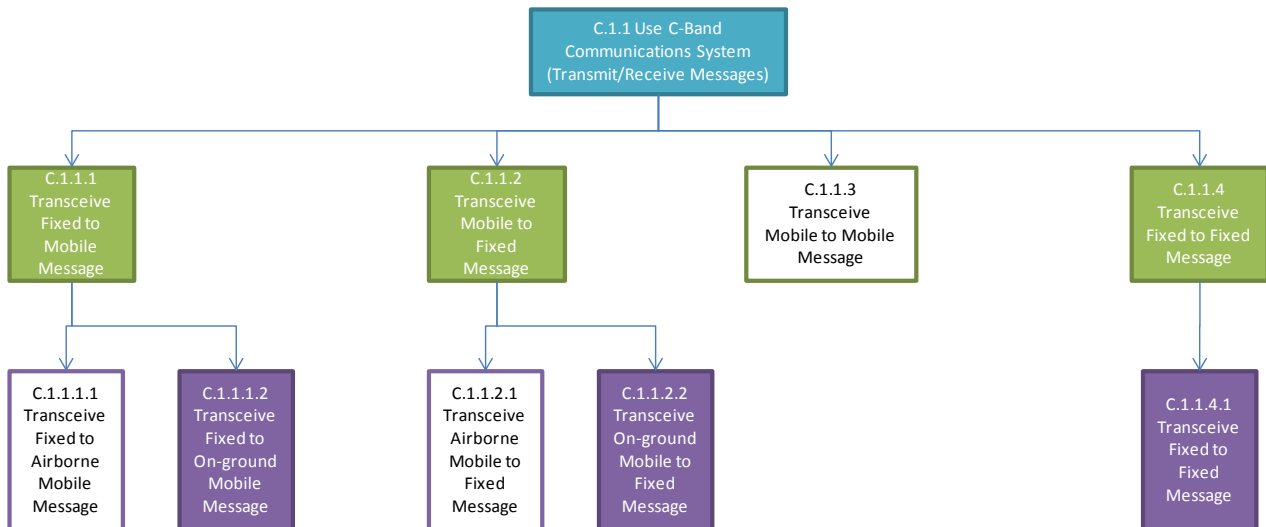 C.1.1 Use C-Band
Communications System
(Transmit/Receive Messages)
C.1.1.1
Transceive
Fixed to
Mobile
Message
C.1.1.2
Transceive
Mobile to
Fixed
Message
C.1.1.3
Transceive
Mobile to Mobile
Message
C.1.1.4
Transceive
Fixed to Fixed
Message
C.1.1.1.1
Transceive
Fixed to
Airborne
Mobile
Message
C.1.1.1.2
Transceive
Fixed to
On-ground
Mobile
Message
C.1.1.2.1
Transceive
Airborne
Mobile to
Fixed
Message
C.1.1.2.2
Transceive
On-ground
Mobile to
Fixed
Message
C.1.1.4.1
Transceive
Fixed to
Fixed
Message